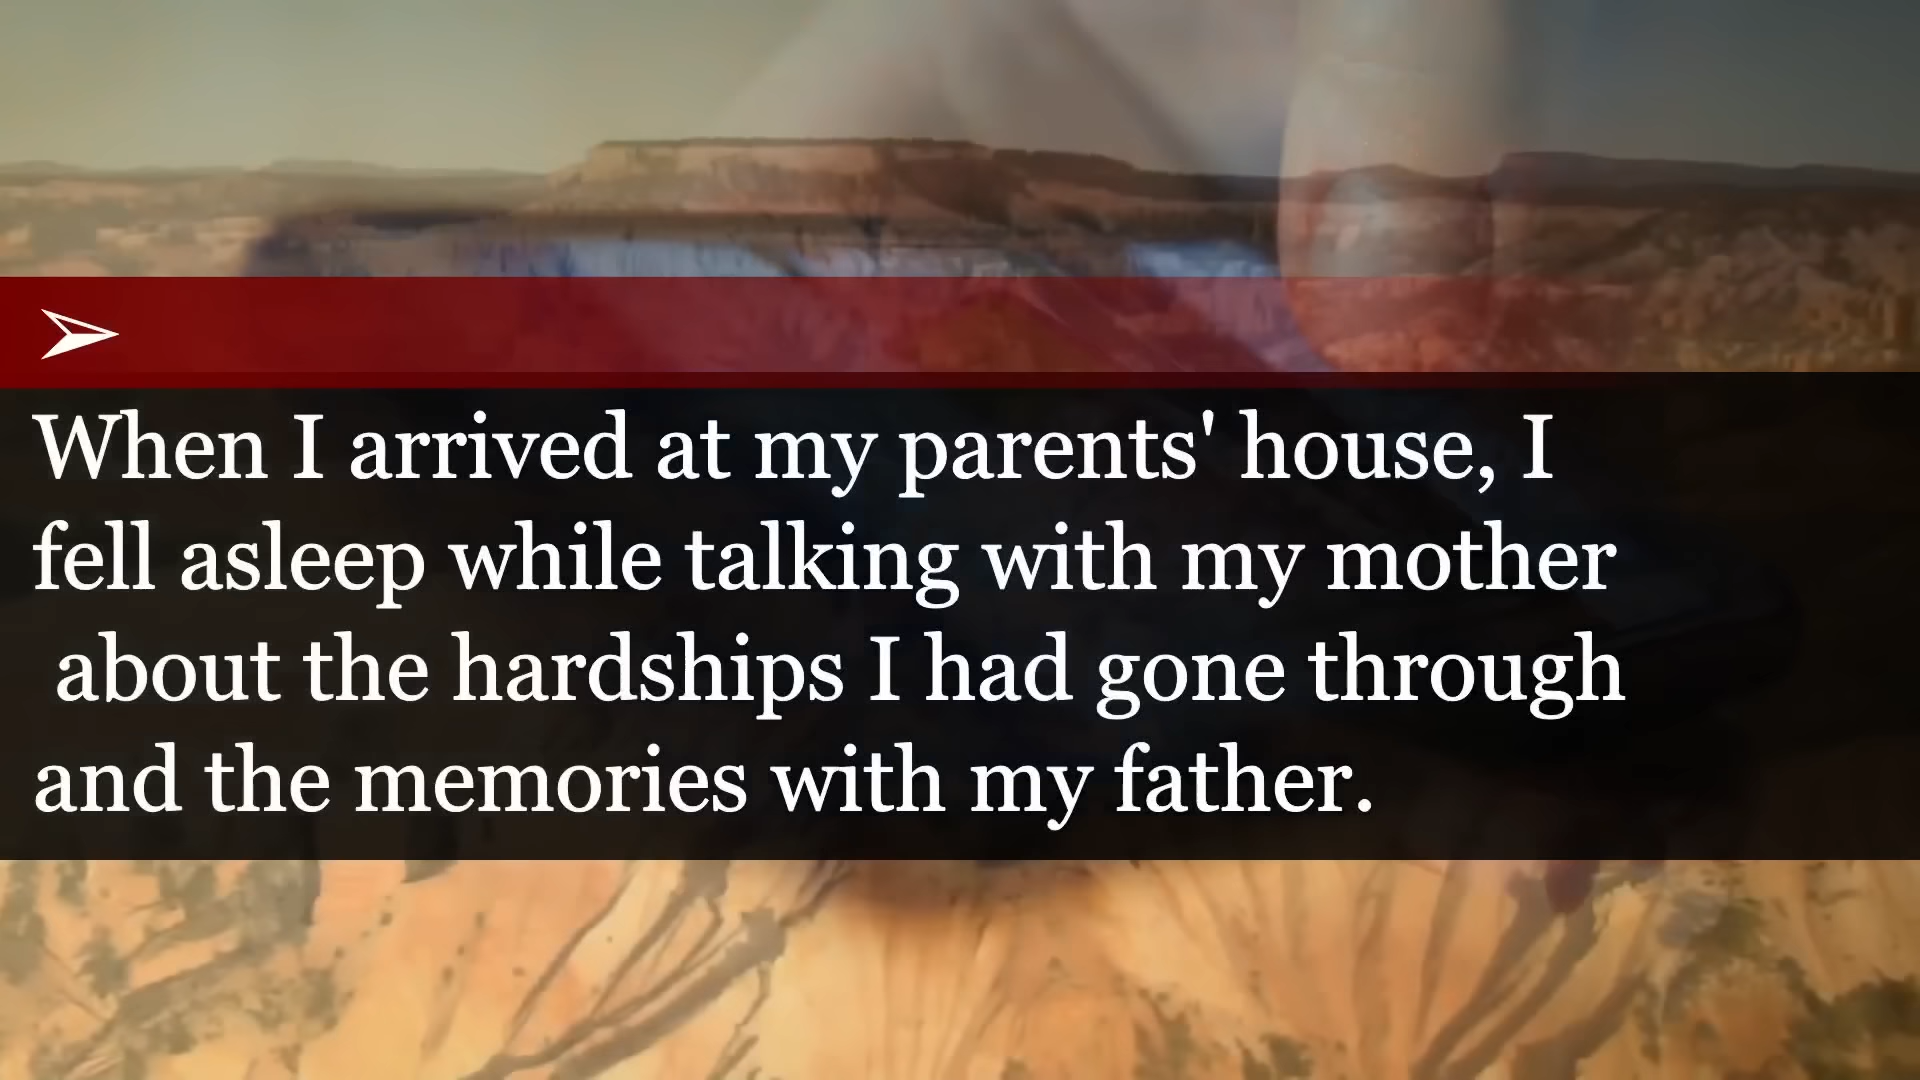 When I arrived at my parents' house, I
fell asleep while talking with my mother
about the hardships I had gone through
and the memories with my father.